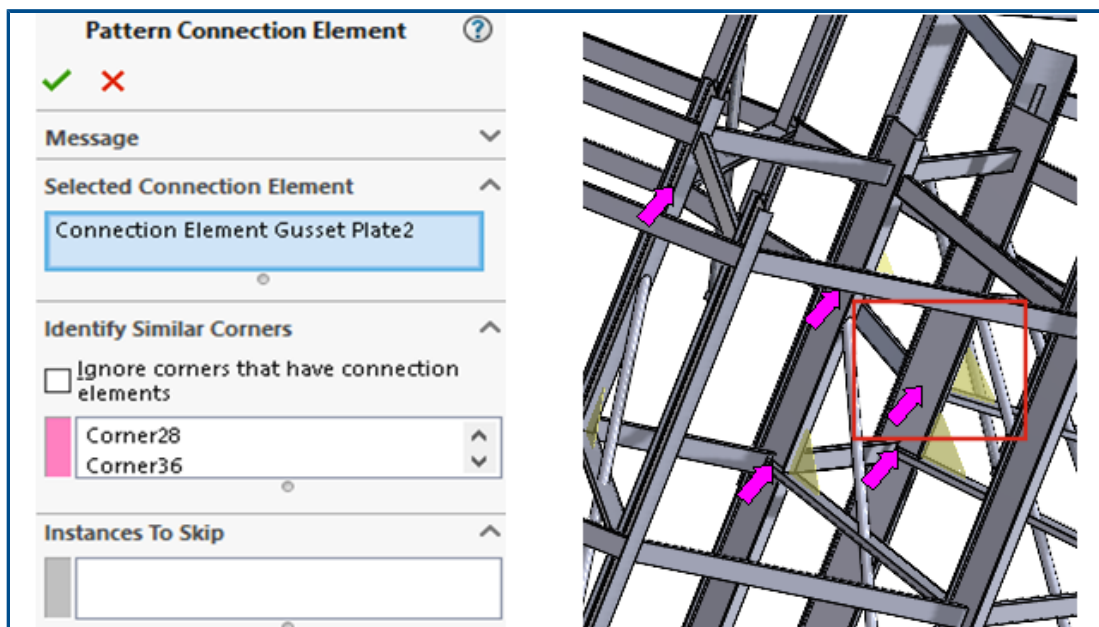 Pattern Connection Element
?
Message
Selected Connection Element
Connection Element Gusset Plate2
Identify Similar Corners
Ignore corners that have connection
elements
Corner28
Corner36
Instances To Skip